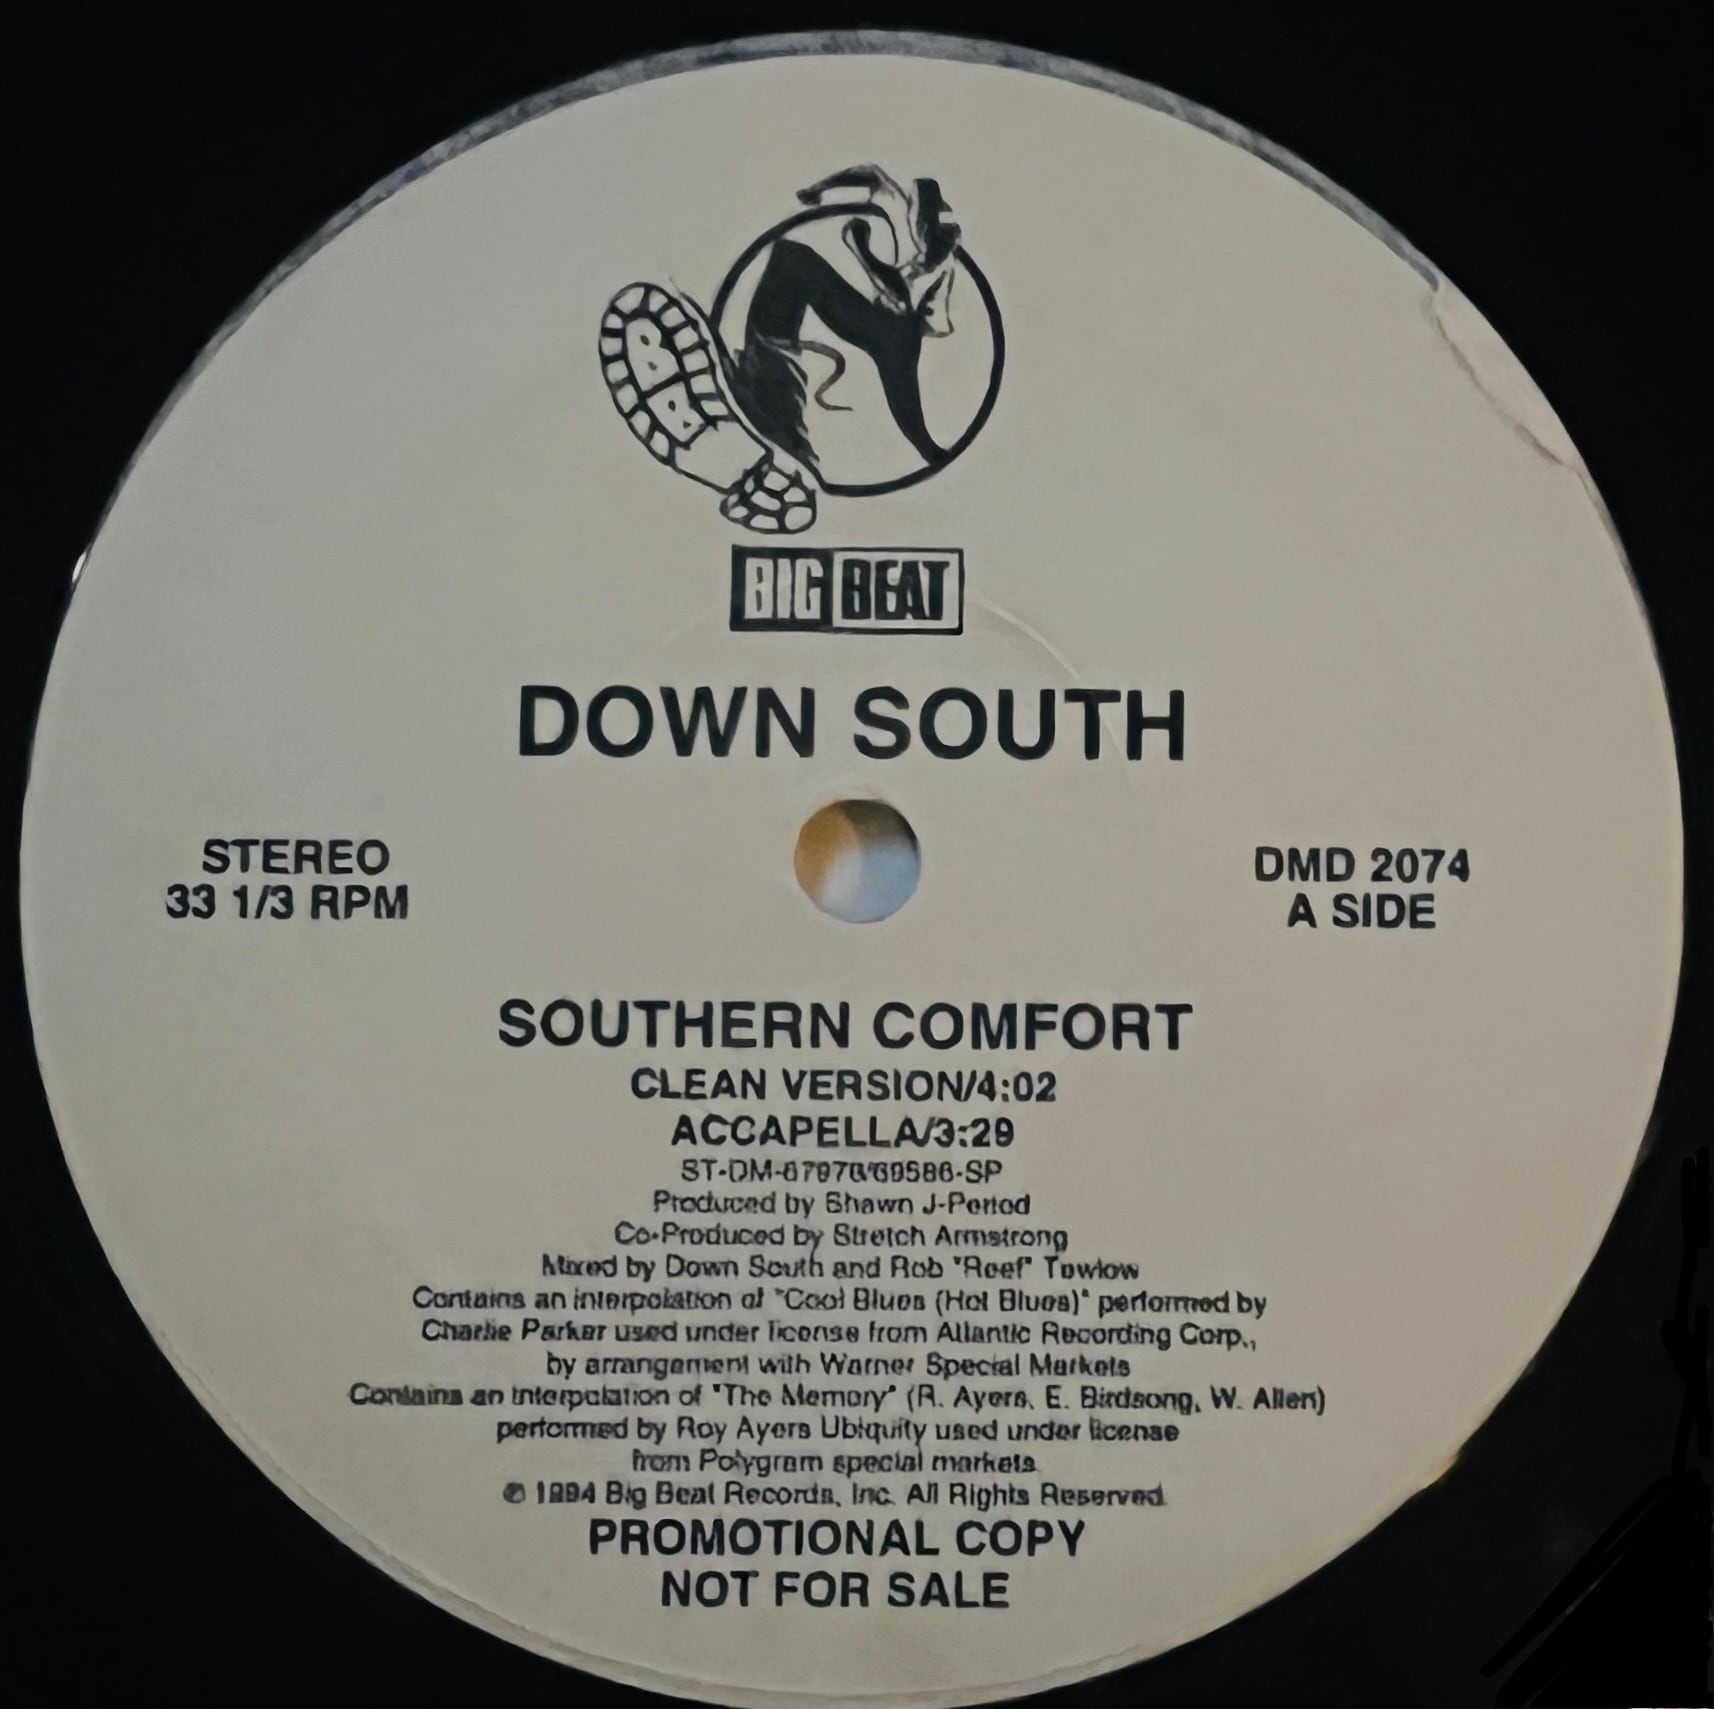 BB
BIG BEAT
DOWN SOUTH
STEREO
33 1/3 RPM
DMD 2074
A SIDE
SOUTHERN COMFORT
CLEAN VERSION/4:02
ACCAPELLA/3:29
Produced by Shawn J-Period
Co-Produced by Stretch Armstrong
Mixed by Down South and Rob "Reef" Tewlow
Contains an interpolation of "Cool Blues (Hot Blues)" performed by
Charlie Parker used under license from Atlantic Recording Corp.,
by arrangement with Warner Special Markets
Contains an interpolation of "The Memory" (R. Ayers, E. Birdsong, W. Allen)
performed by Roy Ayers Ubiquity used under license
from Polygram special markets
℗ 1994 Big Beat Records, Inc. All Rights Reserved.
PROMOTIONAL COPY
NOT FOR SALE